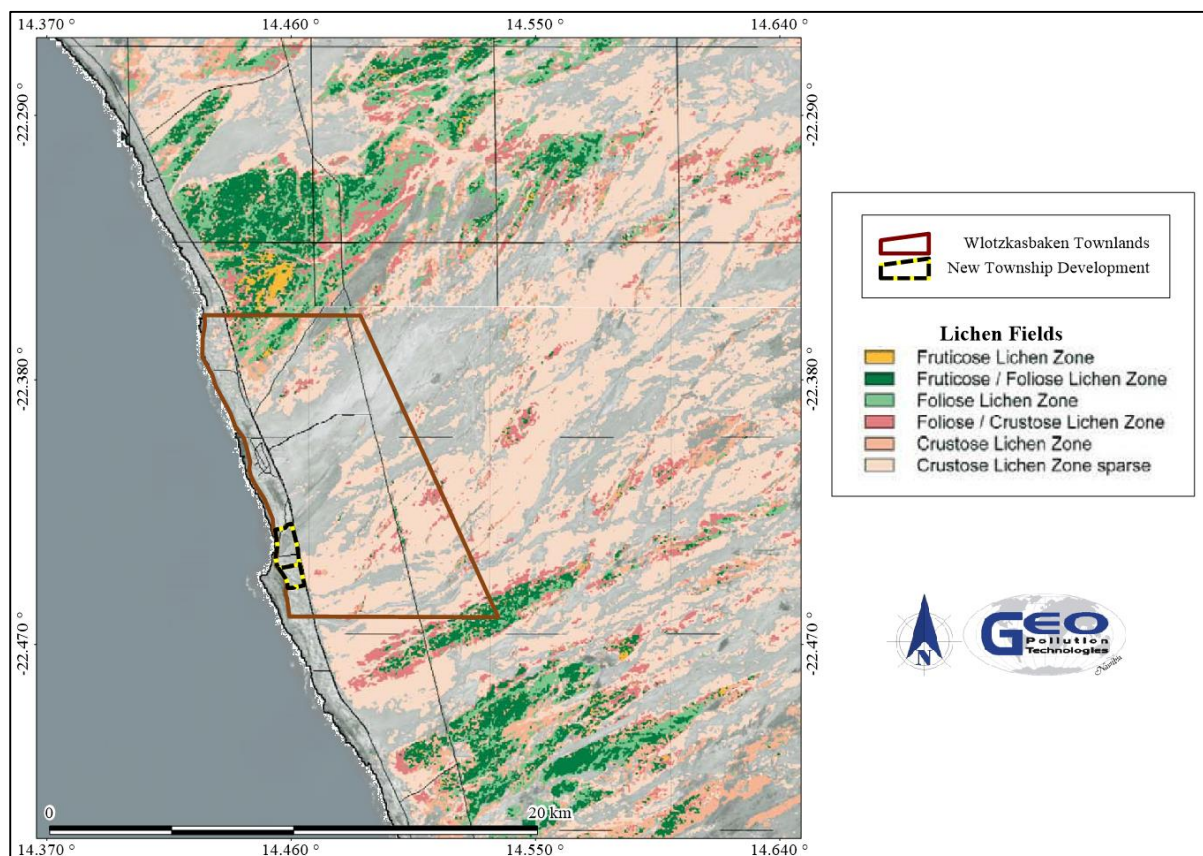 14.370 ° 14.460 ° 14.550 ° 14.640 °
-22.290 °
-22.290 °
-22.380 °
-22.380 °
-22.470 °
-22.470 °
0 20 km
14.370 ° 14.460 ° 14.550 ° 14.640 °
Wlotzkasbaken Townlands
New Township Development
Lichen Fields
Fruticose Lichen Zone
Fruticose / Foliose Lichen Zone
Foliose Lichen Zone
Foliose / Crustose Lichen Zone
Crustose Lichen Zone
Crustose Lichen Zone sparse
N
GEO
Pollution
Technologies
Namibia